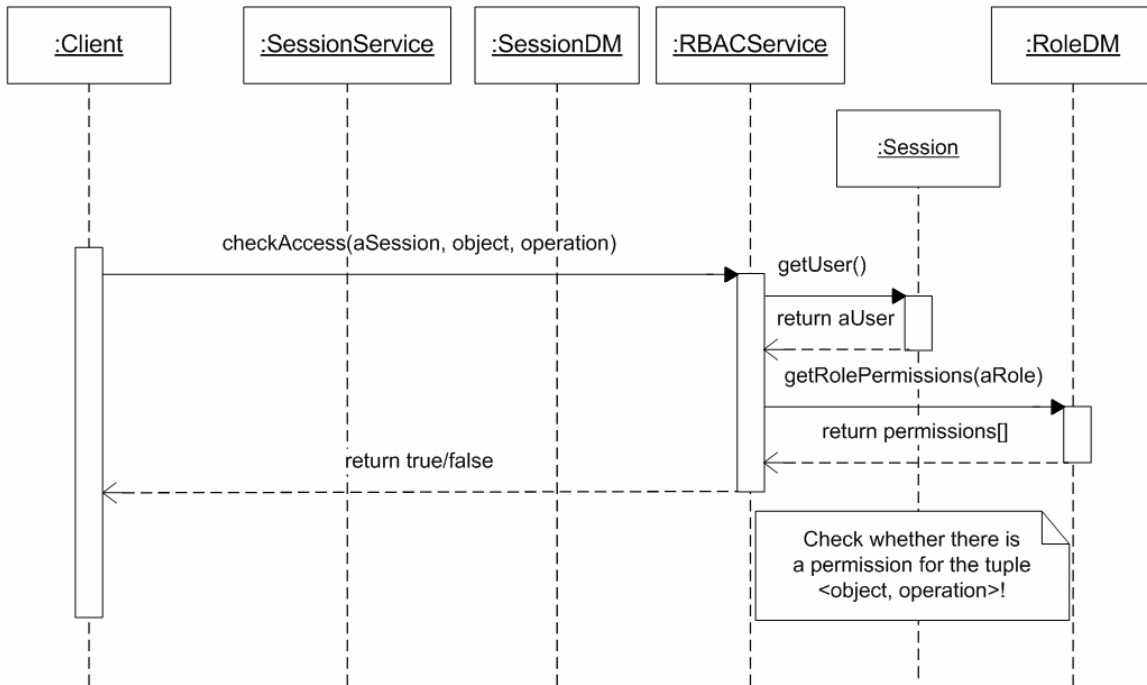 :Client
:SessionService
:SessionDM
:RBACService
:RoleDM
:Session
checkAccess(aSession, object, operation)
getUser()
return aUser
getRolePermissions(aRole)
return permissions[]
return true/false
Check whether there is
a permission for the tuple
<object, operation>!